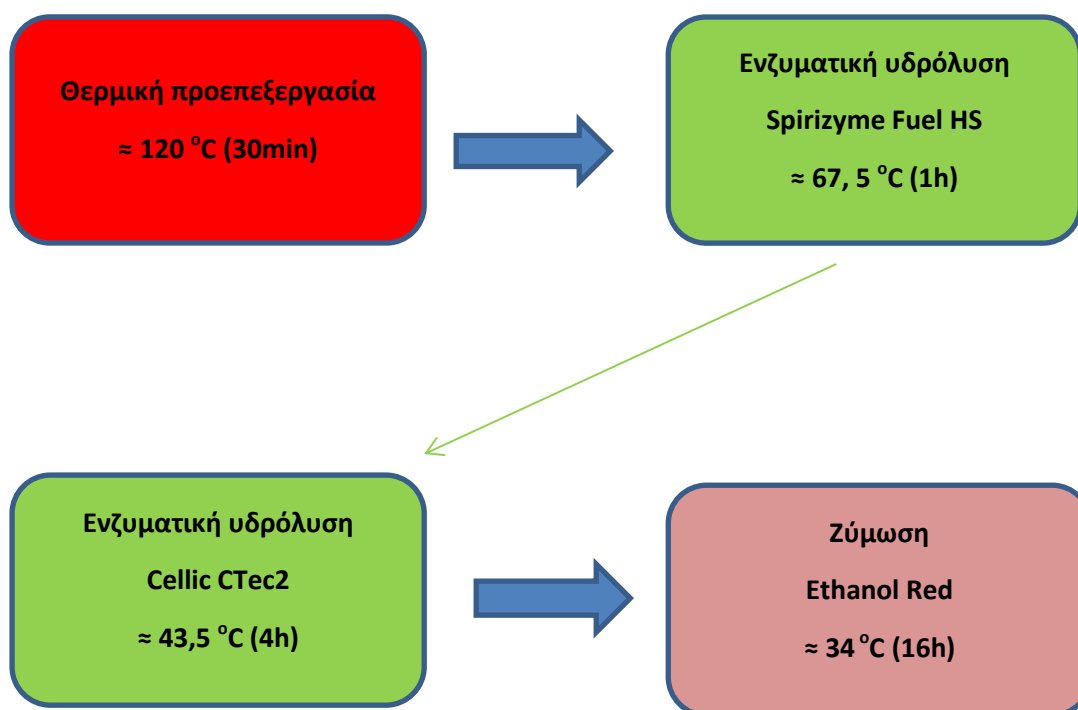 Θερμική προεπεξεργασία
≈ 120 °C (30min)
Ενζυματική υδρόλυση
Spirizyme Fuel HS
≈ 67, 5 °C (1h)
Ενζυματική υδρόλυση
Cellic CTec2
≈ 43,5 °C (4h)
Ζύμωση
Ethanol Red
≈ 34 °C (16h)